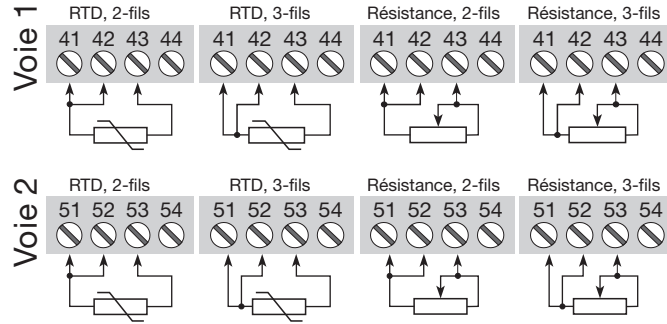 Voie 1
RTD, 2-fils RTD, 3-fils Résistance, 2-fils Résistance, 3-fils
41 42 43 44 41 42 43 44 41 42 43 44 41 42 43 44
Voie 2
RTD, 2-fils RTD, 3-fils Résistance, 2-fils Résistance, 3-fils
51 52 53 54 51 52 53 54 51 52 53 54 51 52 53 54